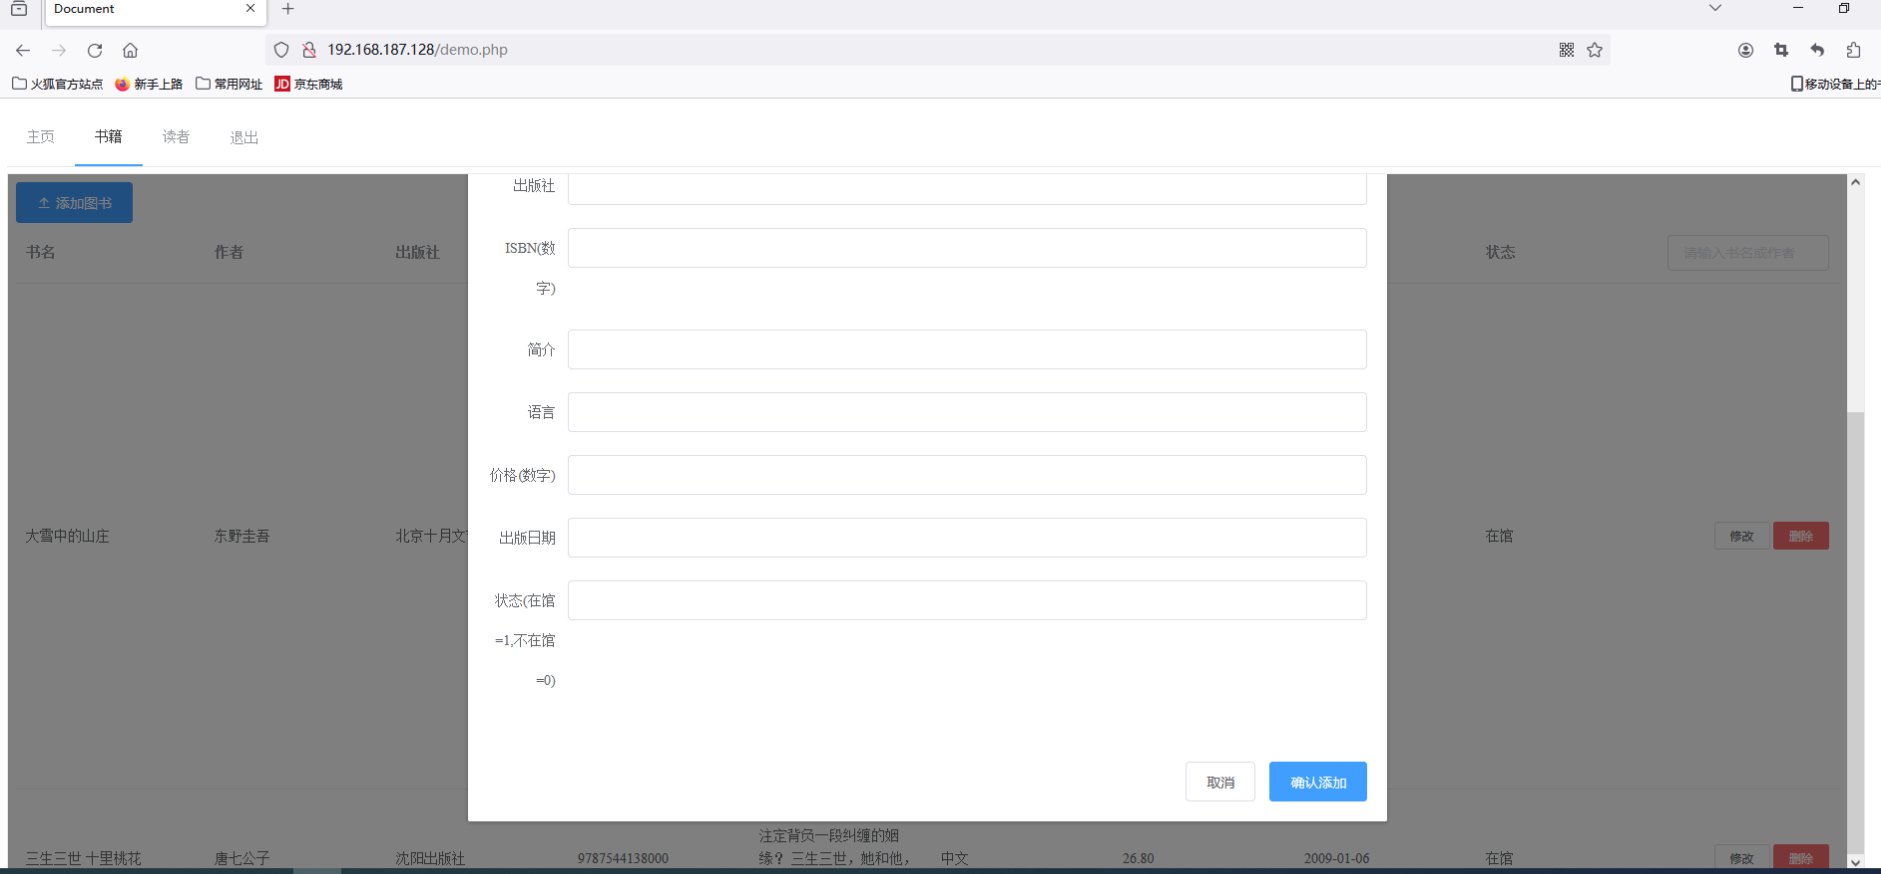 Document
192.168.187.128/demo.php
火狐官方站点 新手上路 常用网址 JD 京东商城 移动设备上的
主页 书籍 读者 退出
添加图书
出版社
书名 作者 出版社 状态 请输入书名或作者
ISBN(数
字)
简介
语言
价格(数字)
大雪中的山庄 东野圭吾 北京十月文 在馆 修改 删除
出版日期
状态(在馆
=1,不在馆
=0)
取消 确认添加
注定背负一段纠缠的姻
三生三世 十里桃花 唐七公子 沈阳出版社 9787544138000 缘？ 三生三世，她和他， 中文 26.80 2009-01-06 在馆 修改 删除